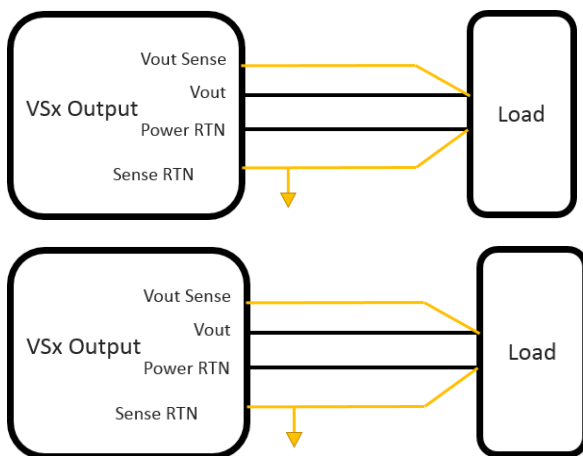 Vout Sense
Vout
VSx Output
Load
Power RTN
Sense RTN
Vout Sense
Vout
VSx Output
Load
Power RTN
Sense RTN